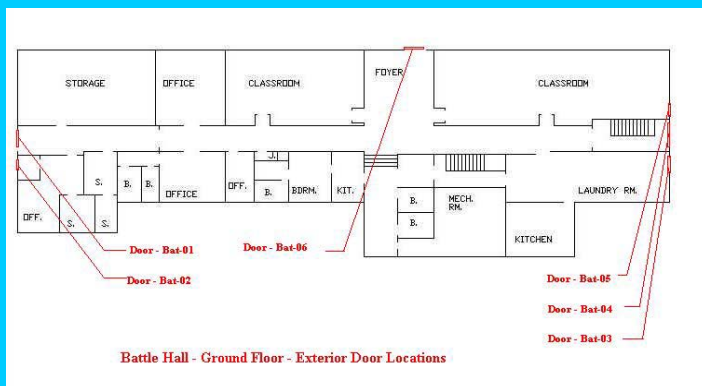 STORAGE
OFFICE
CLASSROOM
FOYER
CLASSROOM
J.
S.
B.
B.
OFFICE
OFF.
B.
BDRM.
KIT.
B.
B.
MECH.
RM.
LAUNDRY RM.
OFF.
S.
S.
KITCHEN
Door - Bat-01
Door - Bat-06
Door - Bat-02
Door - Bat-05
Door - Bat-04
Door - Bat-03
Battle Hall - Ground Floor - Exterior Door Locations